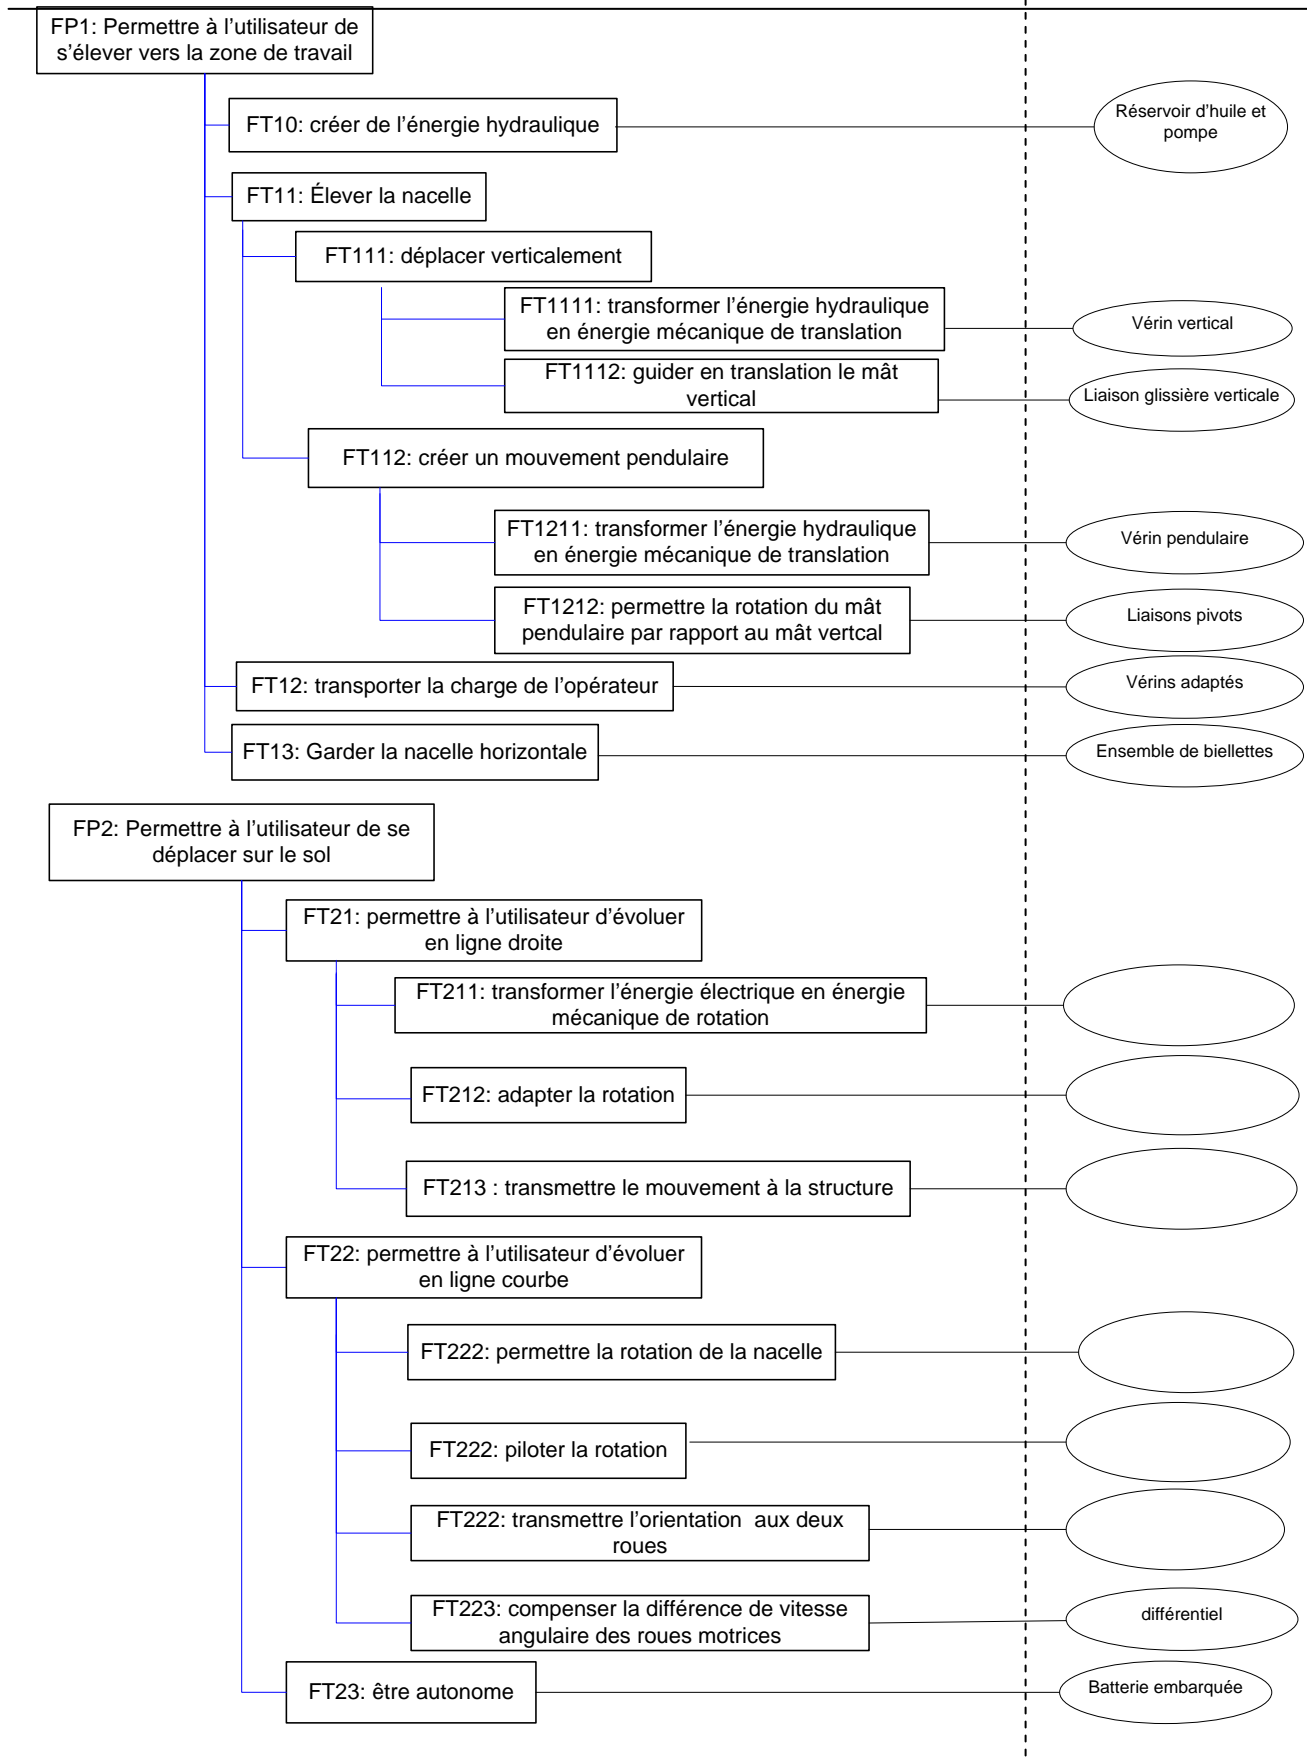 FP1: Permettre à l’utilisateur de
s’élever vers la zone de travail
FT10: créer de l’énergie hydraulique
Réservoir d’huile et
pompe
FT11: Élever la nacelle
FT111: déplacer verticalement
FT1111: transformer l’énergie hydraulique
en énergie mécanique de translation
Vérin vertical
FT1112: guider en translation le mât
vertical
Liaison glissière verticale
FT112: créer un mouvement pendulaire
FT1211: transformer l’énergie hydraulique
en énergie mécanique de translation
Vérin pendulaire
FT1212: permettre la rotation du mât
pendulaire par rapport au mât vertcal
Liaisons pivots
FT12: transporter la charge de l’opérateur
Vérins adaptés
FT13: Garder la nacelle horizontale
Ensemble de biellettes
FP2: Permettre à l’utilisateur de se
déplacer sur le sol
FT21: permettre à l’utilisateur d’évoluer
en ligne droite
FT211: transformer l’énergie électrique en énergie
mécanique de rotation
FT212: adapter la rotation
FT213 : transmettre le mouvement à la structure
FT22: permettre à l’utilisateur d’évoluer
en ligne courbe
FT222: permettre la rotation de la nacelle
FT222: piloter la rotation
FT222: transmettre l’orientation  aux deux
roues
FT223: compenser la différence de vitesse
angulaire des roues motrices
différentiel
FT23: être autonome
Batterie embarquée